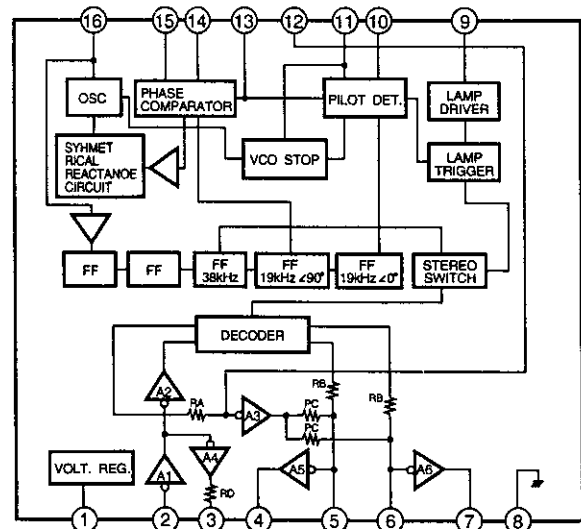 16 15 14 13 12 11 10 9
OSC
PHASE
COMPARATOR
PILOT DET.
LAMP
DRIVER
SYHMET
RICAL
REACTANOE
CIRCUIT
VCO STOP
LAMP
TRIGGER
FF
FF
FF
38kHz
FF
19kHz ∠90°
FF
19kHz ∠0°
STEREO
SWITCH
DECODER
A2
RA
A3
RB
PC
PC
RB
A4
A1
RD
A5
A6
VOLT. REG.
1 2 3 4 5 6 7 8